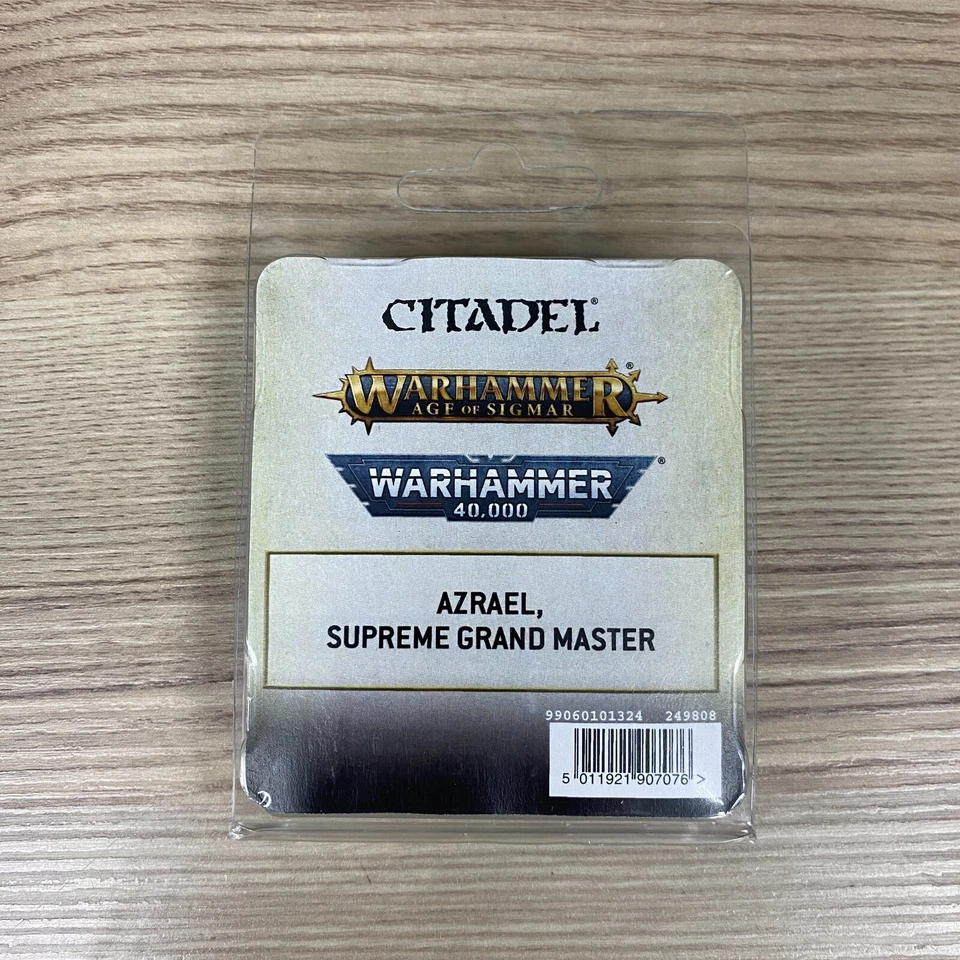 CITADEL®
WARHAMMER®
AGE OF SIGMAR
WARHAMMER®
40,000
AZRAEL,
SUPREME GRAND MASTER
99060101324 249808
5 011921 907076 >